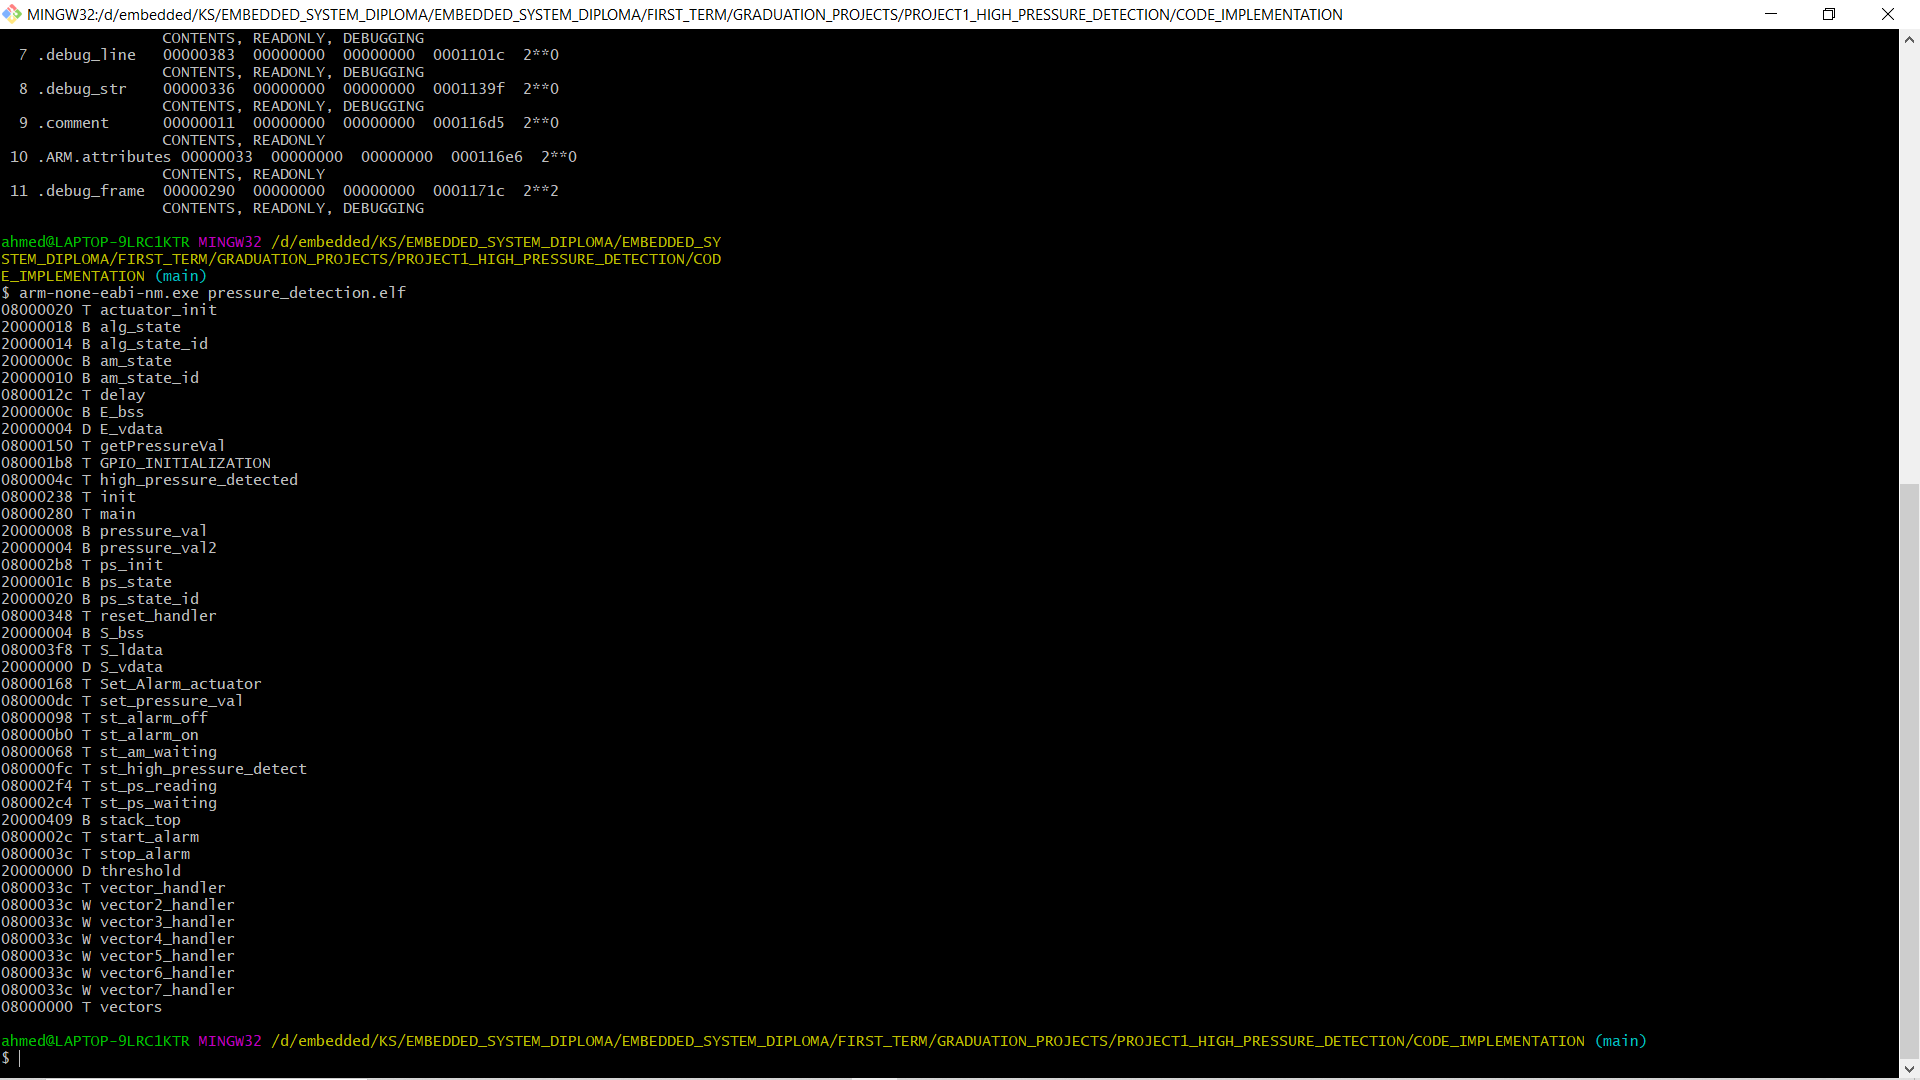 MINGW32:/d/embedded/KS/EMBEDDED_SYSTEM_DIPLOMA/EMBEDDED_SYSTEM_DIPLOMA/FIRST_TERM/GRADUATION_PROJECTS/PROJECT1_HIGH_PRESSURE_DETECTION/CODE_IMPLEMENTATION
CONTENTS, READONLY, DEBUGGING
7 .debug_line 00000383 00000000 00000000 0001101c 2**0
CONTENTS, READONLY, DEBUGGING
8 .debug_str 00000336 00000000 00000000 0001139f 2**0
CONTENTS, READONLY, DEBUGGING
9 .comment 00000011 00000000 00000000 000116d5 2**0
CONTENTS, READONLY
10 .ARM.attributes 00000033 00000000 00000000 000116e6 2**0
CONTENTS, READONLY
11 .debug_frame 00000290 00000000 00000000 0001171c 2**2
CONTENTS, READONLY, DEBUGGING
ahmed@LAPTOP-9LRC1KTR MINGW32 /d/embedded/KS/EMBEDDED_SYSTEM_DIPLOMA/EMBEDDED_SY
STEM_DIPLOMA/FIRST_TERM/GRADUATION_PROJECTS/PROJECT1_HIGH_PRESSURE_DETECTION/COD
E_IMPLEMENTATION (main)
$ arm-none-eabi-nm.exe pressure_detection.elf
08000020 T actuator_init
20000018 B alg_state
20000014 B alg_state_id
2000000c B am_state
20000010 B am_state_id
0800012c T delay
2000000c B E_bss
20000004 D E_vdata
08000150 T getPressureVal
080001b8 T GPIO_INITIALIZATION
0800004c T high_pressure_detected
08000238 T init
08000280 T main
20000008 B pressure_val
20000004 B pressure_val2
080002b8 T ps_init
2000001c B ps_state
20000020 B ps_state_id
08000348 T reset_handler
20000004 B S_bss
080003f8 T S_ldata
20000000 D S_vdata
08000168 T Set_Alarm_actuator
080000dc T set_pressure_val
08000098 T st_alarm_off
080000b0 T st_alarm_on
08000068 T st_am_waiting
080000fc T st_high_pressure_detect
080002f4 T st_ps_reading
080002c4 T st_ps_waiting
20000409 B stack_top
0800002c T start_alarm
0800003c T stop_alarm
20000000 D threshold
0800033c T vector_handler
0800033c W vector2_handler
0800033c W vector3_handler
0800033c W vector4_handler
0800033c W vector5_handler
0800033c W vector6_handler
0800033c W vector7_handler
08000000 T vectors
ahmed@LAPTOP-9LRC1KTR MINGW32 /d/embedded/KS/EMBEDDED_SYSTEM_DIPLOMA/EMBEDDED_SYSTEM_DIPLOMA/FIRST_TERM/GRADUATION_PROJECTS/PROJECT1_HIGH_PRESSURE_DETECTION/CODE_IMPLEMENTATION (main)
$